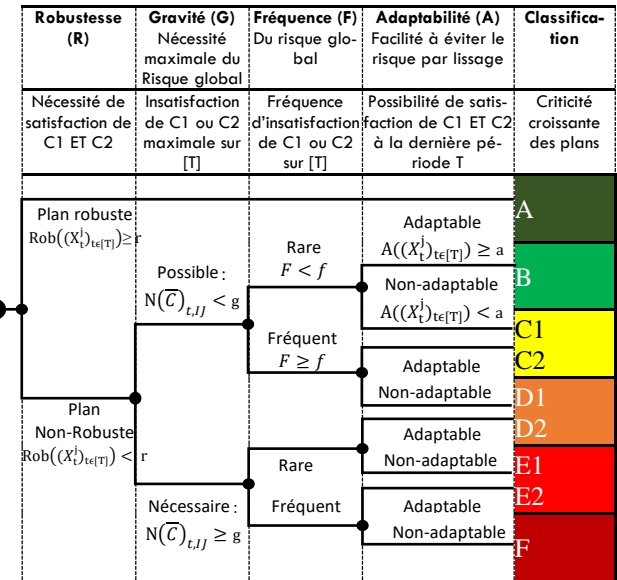 Robustesse
(R)
Gravité (G)
Nécessité
maximale du
Risque global
Fréquence (F)
Du risque glo-
bal
Adaptabilité (A)
Facilité à éviter le
risque par lissage
Classifica-
tion
Nécessité de
satisfaction de
C1 ET C2
Insatisfaction
de C1 ou C2
maximale sur
[T]
Fréquence
d'insatisfaction
de C1 ou C2
sur [T]
Possibilité de satis-
faction de C1 ET C2
à la dernière pé-
riode T
Criticité
croissante
des plans
Plan robuste
Rob((X_t^j)_{tϵ[T]}) ≥ r
Plan
Non-Robuste
Rob((X_t^j)_{tϵ[T]}) < r
Possible :
N(C̅)_{t,IJ} < g
Nécessaire :
N(C̅)_{t,IJ} ≥ g
Rare
F < f
Fréquent
F ≥ f
Rare
Fréquent
Adaptable
A((X_t^j)_{tϵ[T]}) ≥ a
Non-adaptable
A((X_t^j)_{tϵ[T]}) < a
Adaptable
Non-adaptable
Adaptable
Non-adaptable
Adaptable
Non-adaptable
A
B
C1
C2
D1
D2
E1
E2
F